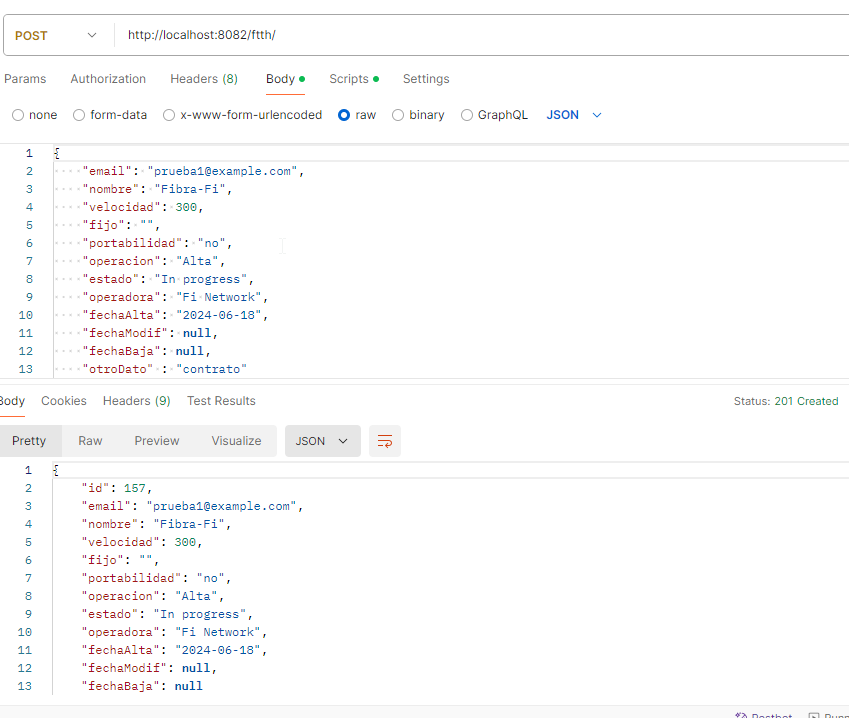 POST http://localhost:8082/ftth/
Params Authorization Headers (8) Body Scripts Settings
none form-data x-www-form-urlencoded raw binary GraphQL JSON
1 {
2 "email": "prueba1@example.com",
3 "nombre": "Fibra-Fi",
4 "velocidad": 300,
5 "fijo": "",
6 "portabilidad": "no",
7 "operacion": "Alta",
8 "estado": "In progress",
9 "operadora": "Fi Network",
10 "fechaAlta": "2024-06-18",
11 "fechaModif": null,
12 "fechaBaja": null,
13 "otroDato" : "contrato"
Body Cookies Headers (9) Test Results Status: 201 Created
Pretty Raw Preview Visualize JSON
1 {
2 "id": 157,
3 "email": "prueba1@example.com",
4 "nombre": "Fibra-Fi",
5 "velocidad": 300,
6 "fijo": "",
7 "portabilidad": "no",
8 "operacion": "Alta",
9 "estado": "In progress",
10 "operadora": "Fi Network",
11 "fechaAlta": "2024-06-18",
12 "fechaModif": null,
13 "fechaBaja": null
Postbot